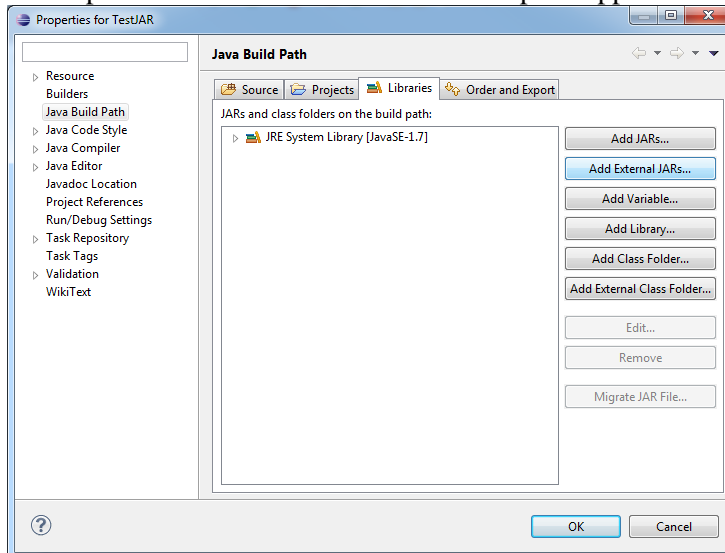 Properties for TestJAR
Java Build Path
Resource
Builders
Java Build Path
Java Code Style
Java Compiler
Java Editor
Javadoc Location
Project References
Run/Debug Settings
Task Repository
Task Tags
Validation
WikiText
Source Projects Libraries Order and Export
JARs and class folders on the build path:
JRE System Library [JavaSE-1.7]
Add JARs...
Add External JARs...
Add Variable...
Add Library...
Add Class Folder...
Add External Class Folder...
Edit...
Remove
Migrate JAR File...
?
OK Cancel